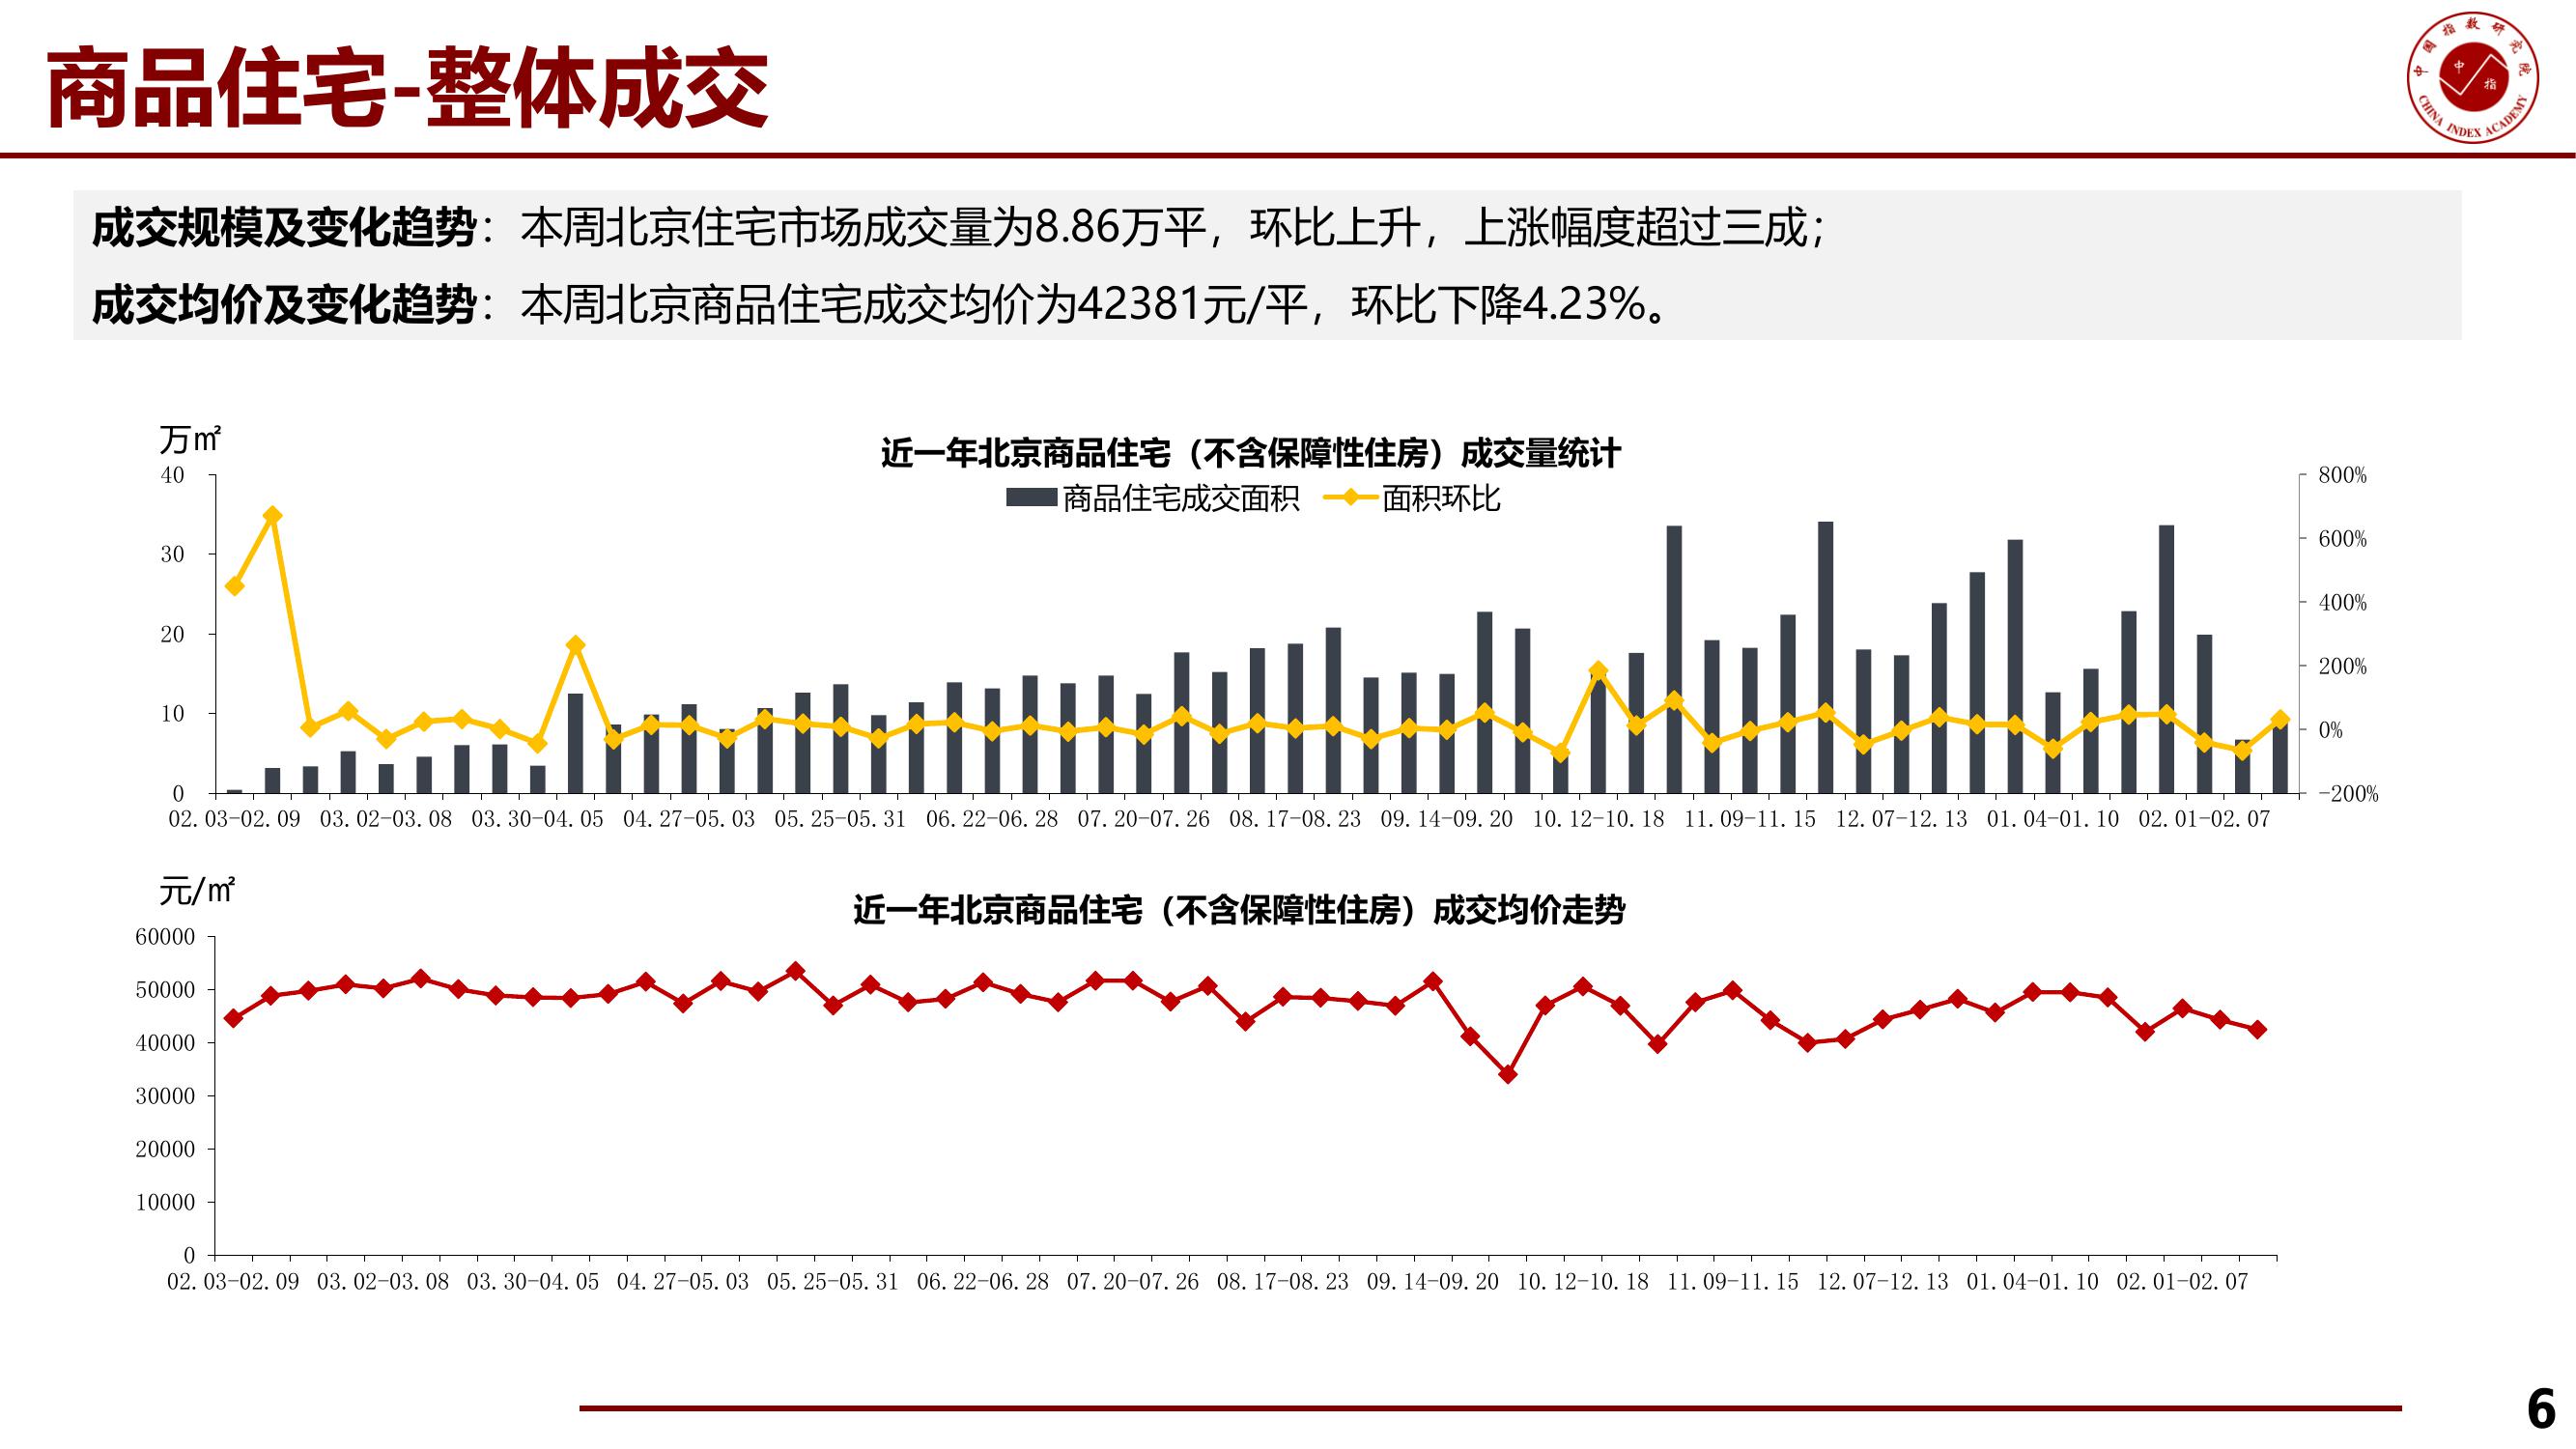 商品住宅-整体成交
中国指数研究院
中指
CHINA INDEX ACADEMY
成交规模及变化趋势：本周北京住宅市场成交量为8.86万平，环比上升，上涨幅度超过三成；
成交均价及变化趋势：本周北京商品住宅成交均价为42381元/平，环比下降4.23%。
万㎡
近一年北京商品住宅（不含保障性住房）成交量统计
商品住宅成交面积 面积环比
40
30
20
10
0
800%
600%
400%
200%
0%
-200%
02.03-02.09 03.02-03.08 03.30-04.05 04.27-05.03 05.25-05.31 06.22-06.28 07.20-07.26 08.17-08.23 09.14-09.20 10.12-10.18 11.09-11.15 12.07-12.13 01.04-01.10 02.01-02.07
元/㎡
近一年北京商品住宅（不含保障性住房）成交均价走势
60000
50000
40000
30000
20000
10000
0
02.03-02.09 03.02-03.08 03.30-04.05 04.27-05.03 05.25-05.31 06.22-06.28 07.20-07.26 08.17-08.23 09.14-09.20 10.12-10.18 11.09-11.15 12.07-12.13 01.04-01.10 02.01-02.07
6